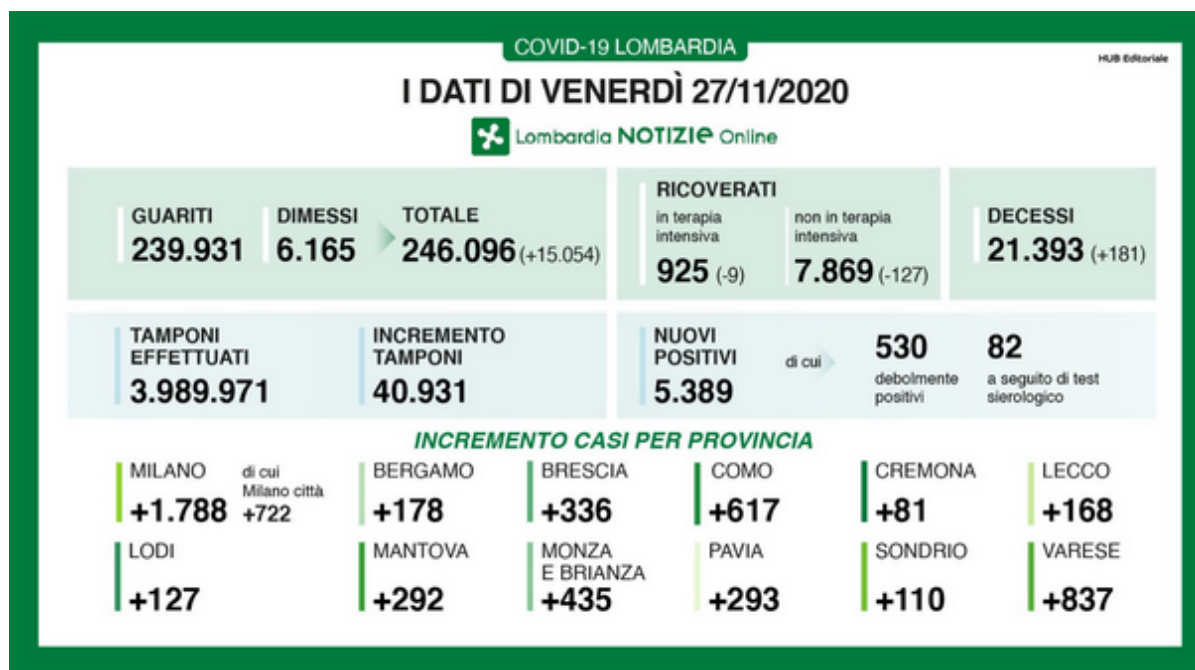 COVID-19 LOMBARDIA
HUB Editoriale
I DATI DI VENERDÌ 27/11/2020
Lombardia NOTIZIE Online
GUARITI
239.931
DIMESSI
6.165
TOTALE
246.096 (+15.054)
RICOVERATI
in terapia
intensiva
925 (-9)
non in terapia
intensiva
7.869 (-127)
DECESSI
21.393 (+181)
TAMPONI
EFFETTUATI
3.989.971
INCREMENTO
TAMPONI
40.931
NUOVI
POSITIVI
5.389
di cui
530
debolmente
positivi
82
a seguito di test
sierologico
INCREMENTO CASI PER PROVINCIA
MILANO
+1.788
di cui
Milano città
+722
BERGAMO
+178
BRESCIA
+336
COMO
+617
CREMONA
+81
LECCO
+168
LODI
+127
MANTOVA
+292
MONZA
E BRIANZA
+435
PAVIA
+293
SONDRIO
+110
VARESE
+837